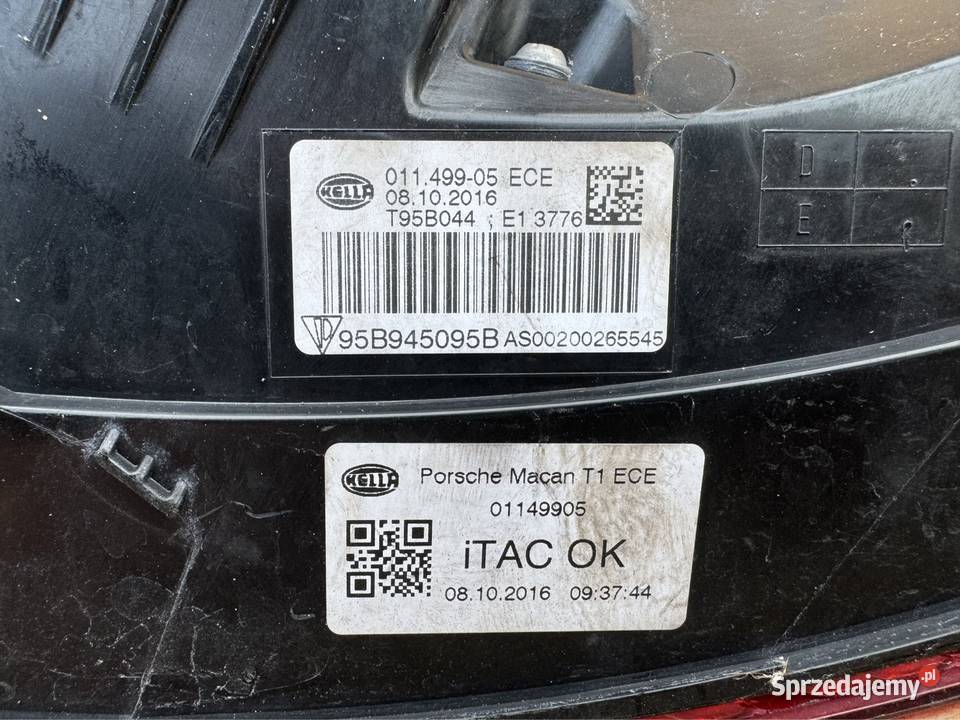 HELLA
011.499-05 ECE
08.10.2016
T95B044 ; E1 3776
95B945095B AS00200265545
D
E
HELLA
Porsche Macan T1 ECE
01149905
iTAC OK
08.10.2016 09:37:44
Sprzedajemy.pl